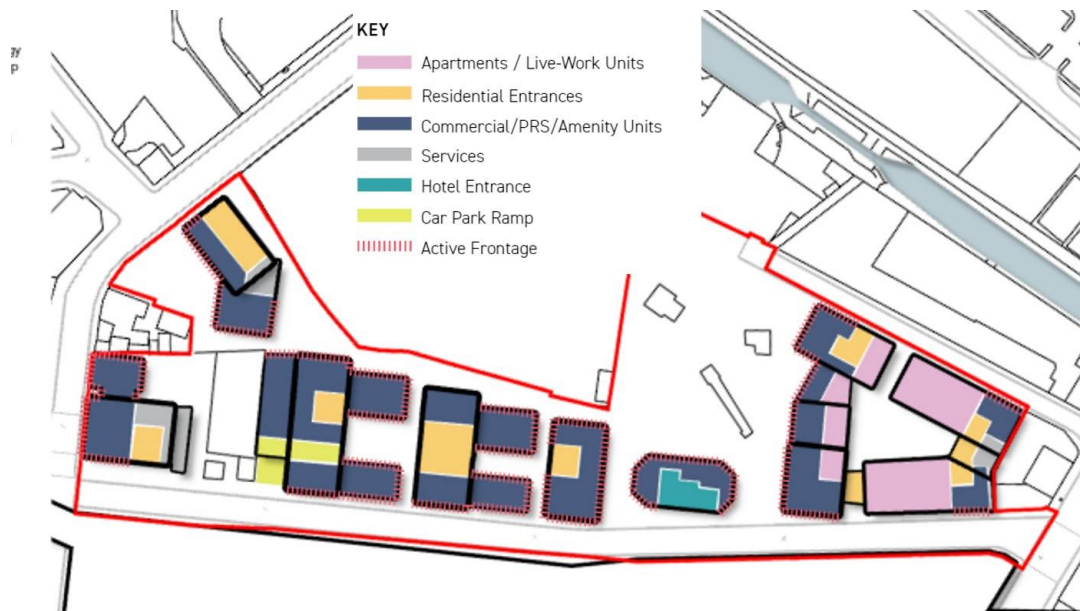 KEY
Apartments / Live-Work Units
Residential Entrances
Commercial/PRS/Amenity Units
Services
Hotel Entrance
Car Park Ramp
Active Frontage